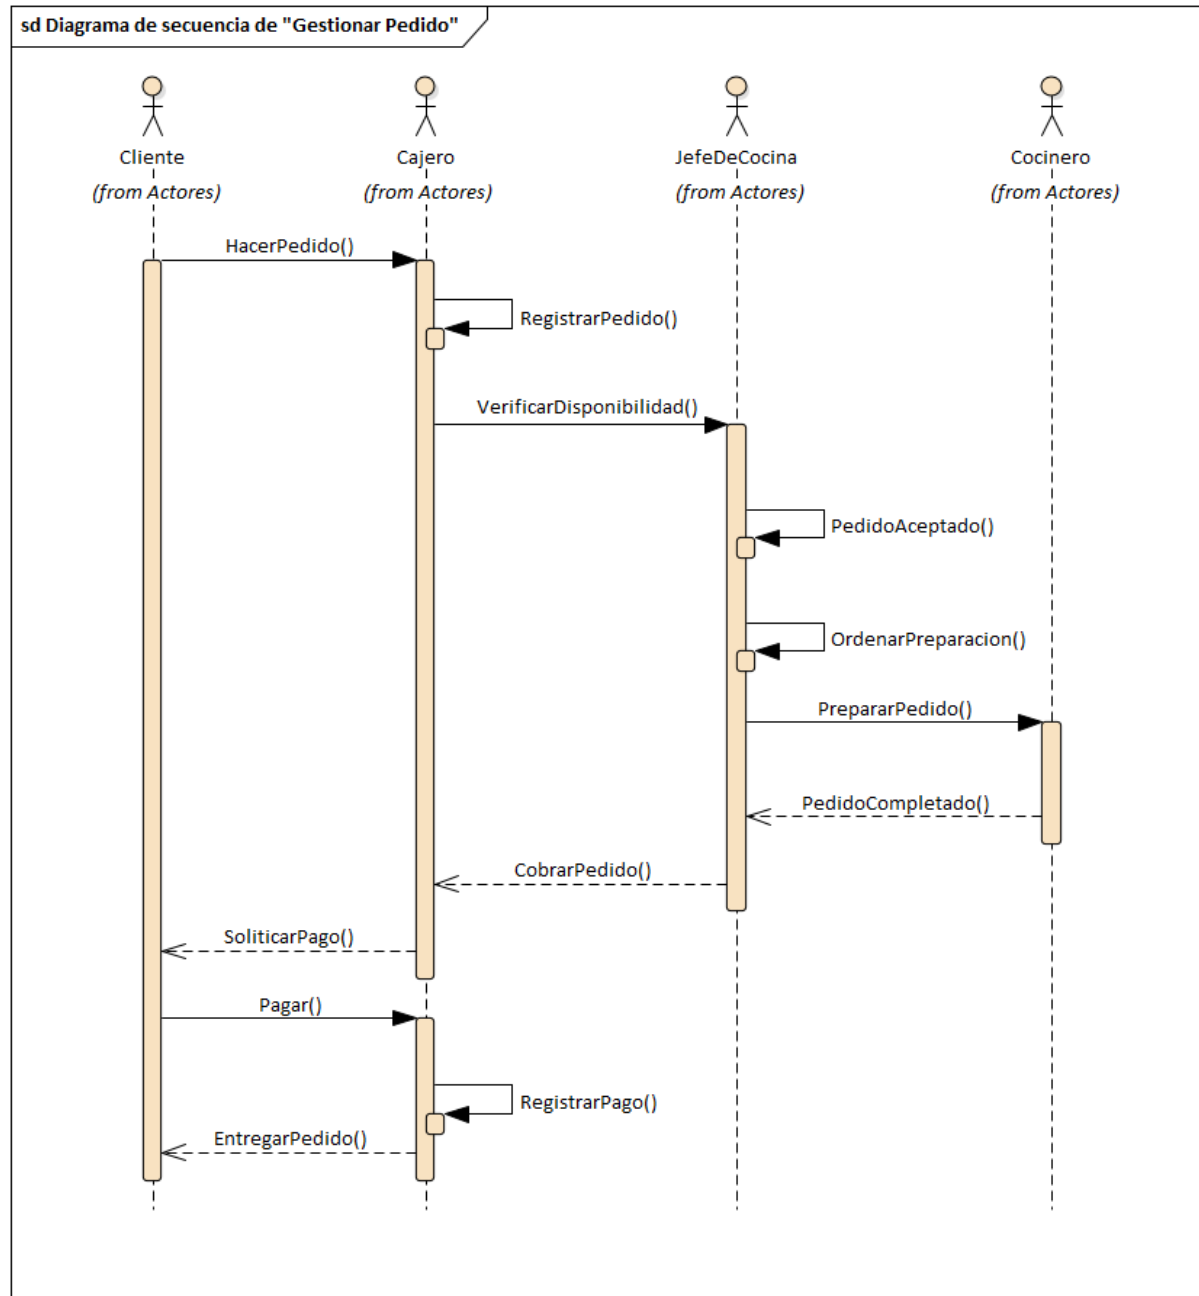 sd Diagrama de secuencia de "Gestionar Pedido"
Cliente
(from Actores)
Cajero
(from Actores)
JefeDeCocina
(from Actores)
Cocinero
(from Actores)
HacerPedido()
RegistrarPedido()
VerificarDisponibilidad()
PedidoAceptado()
OrdenarPreparacion()
PrepararPedido()
PedidoCompletado()
CobrarPedido()
SoliticarPago()
Pagar()
RegistrarPago()
EntregarPedido()